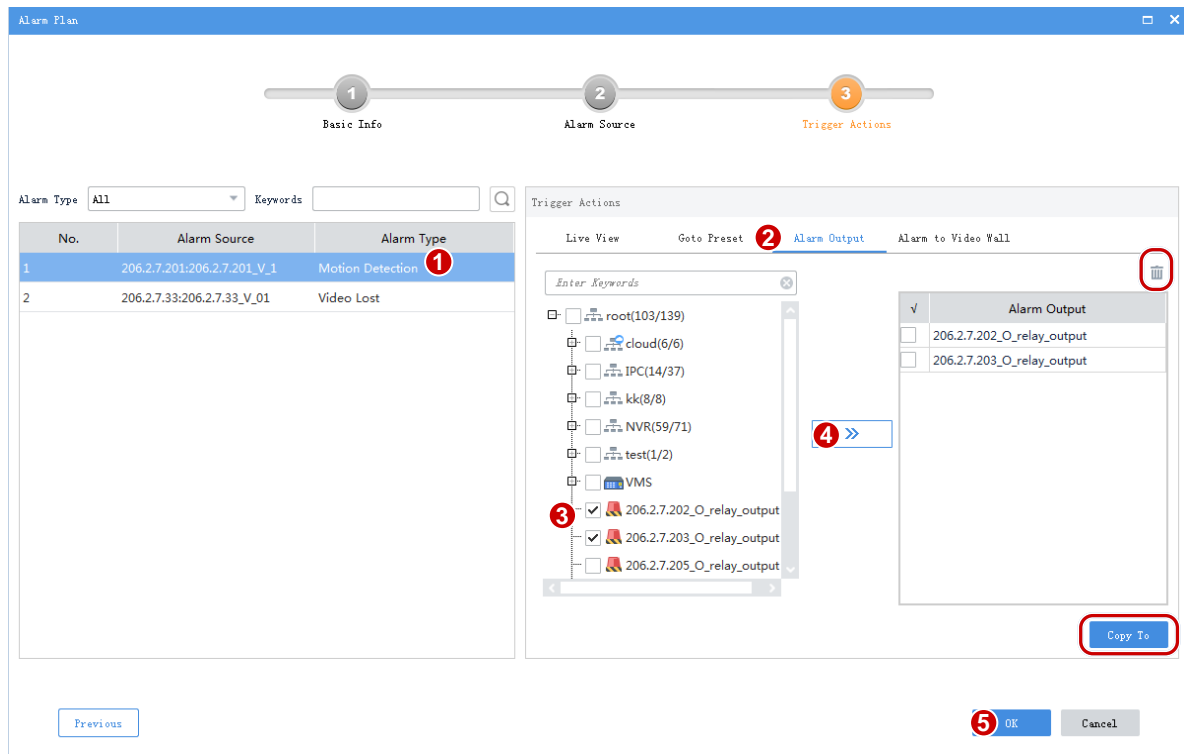 Alarm Plan
1 2 3
Basic Info Alarm Source Trigger Actions
Alarm Type All Keywords
No. Alarm Source Alarm Type
1 206.2.7.201:206.2.7.201_V_1 Motion Detection 1
2 206.2.7.33:206.2.7.33_V_01 Video Lost
Trigger Actions
Live View Goto Preset 2 Alarm Output Alarm to Video Wall
Enter Keywords
root(103/139)
cloud(6/6)
IPC(14/37)
kk(8/8)
NVR(59/71)
test(1/2)
VMS
3 206.2.7.202_O_relay_output
206.2.7.203_O_relay_output
206.2.7.205_O_relay_output
4 »
√ Alarm Output
206.2.7.202_O_relay_output
206.2.7.203_O_relay_output
Copy To
Previous
5 OK Cancel